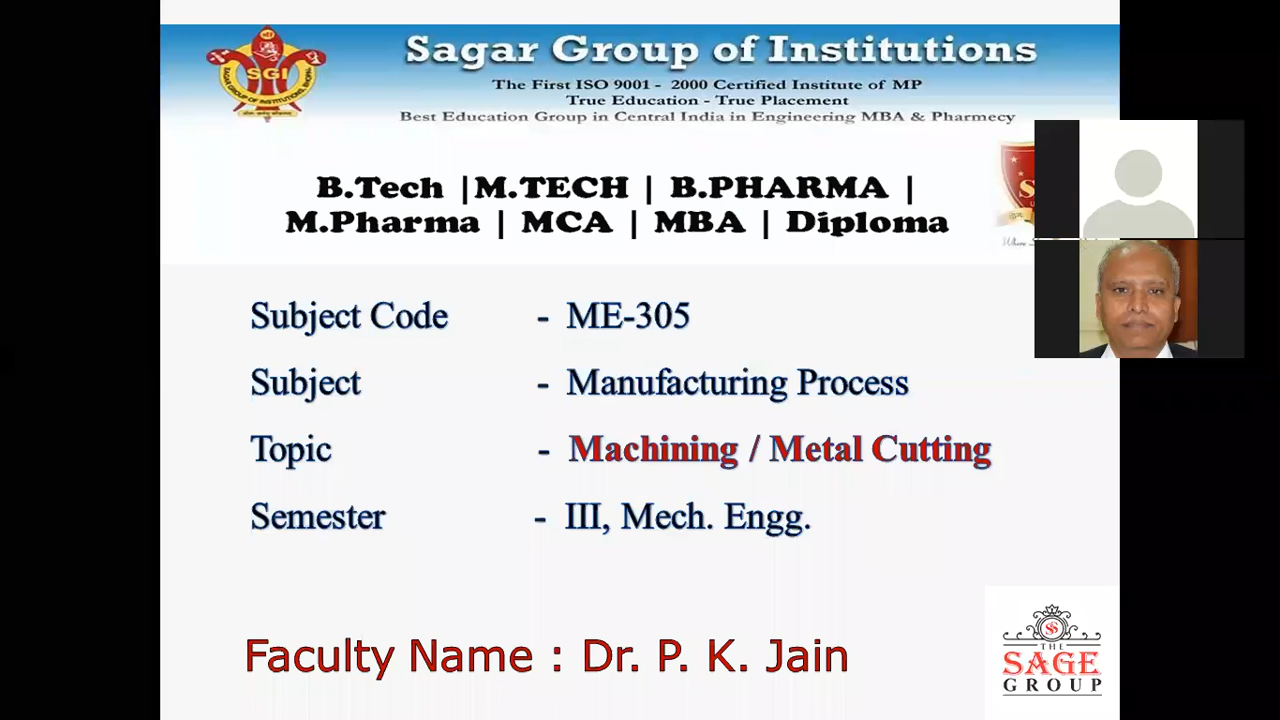 Sagar Group of Institutions
The First ISO 9001 - 2000 Certified Institute of MP
True Education - True Placement
Best Education Group in Central India in Engineering MBA & Pharmecy
SGI
B.Tech |M.TECH | B.PHARMA |
M.Pharma | MCA | MBA | Diploma
Subject Code - ME-305
Subject - Manufacturing Process
Topic - Machining / Metal Cutting
Semester - III, Mech. Engg.
Faculty Name : Dr. P. K. Jain
THE
SAGE
GROUP